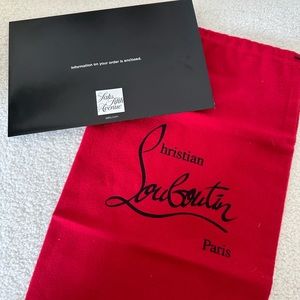 Information on your order is enclosed.
Saks
Fifth
Avenue
Christian
Louboutin
Paris